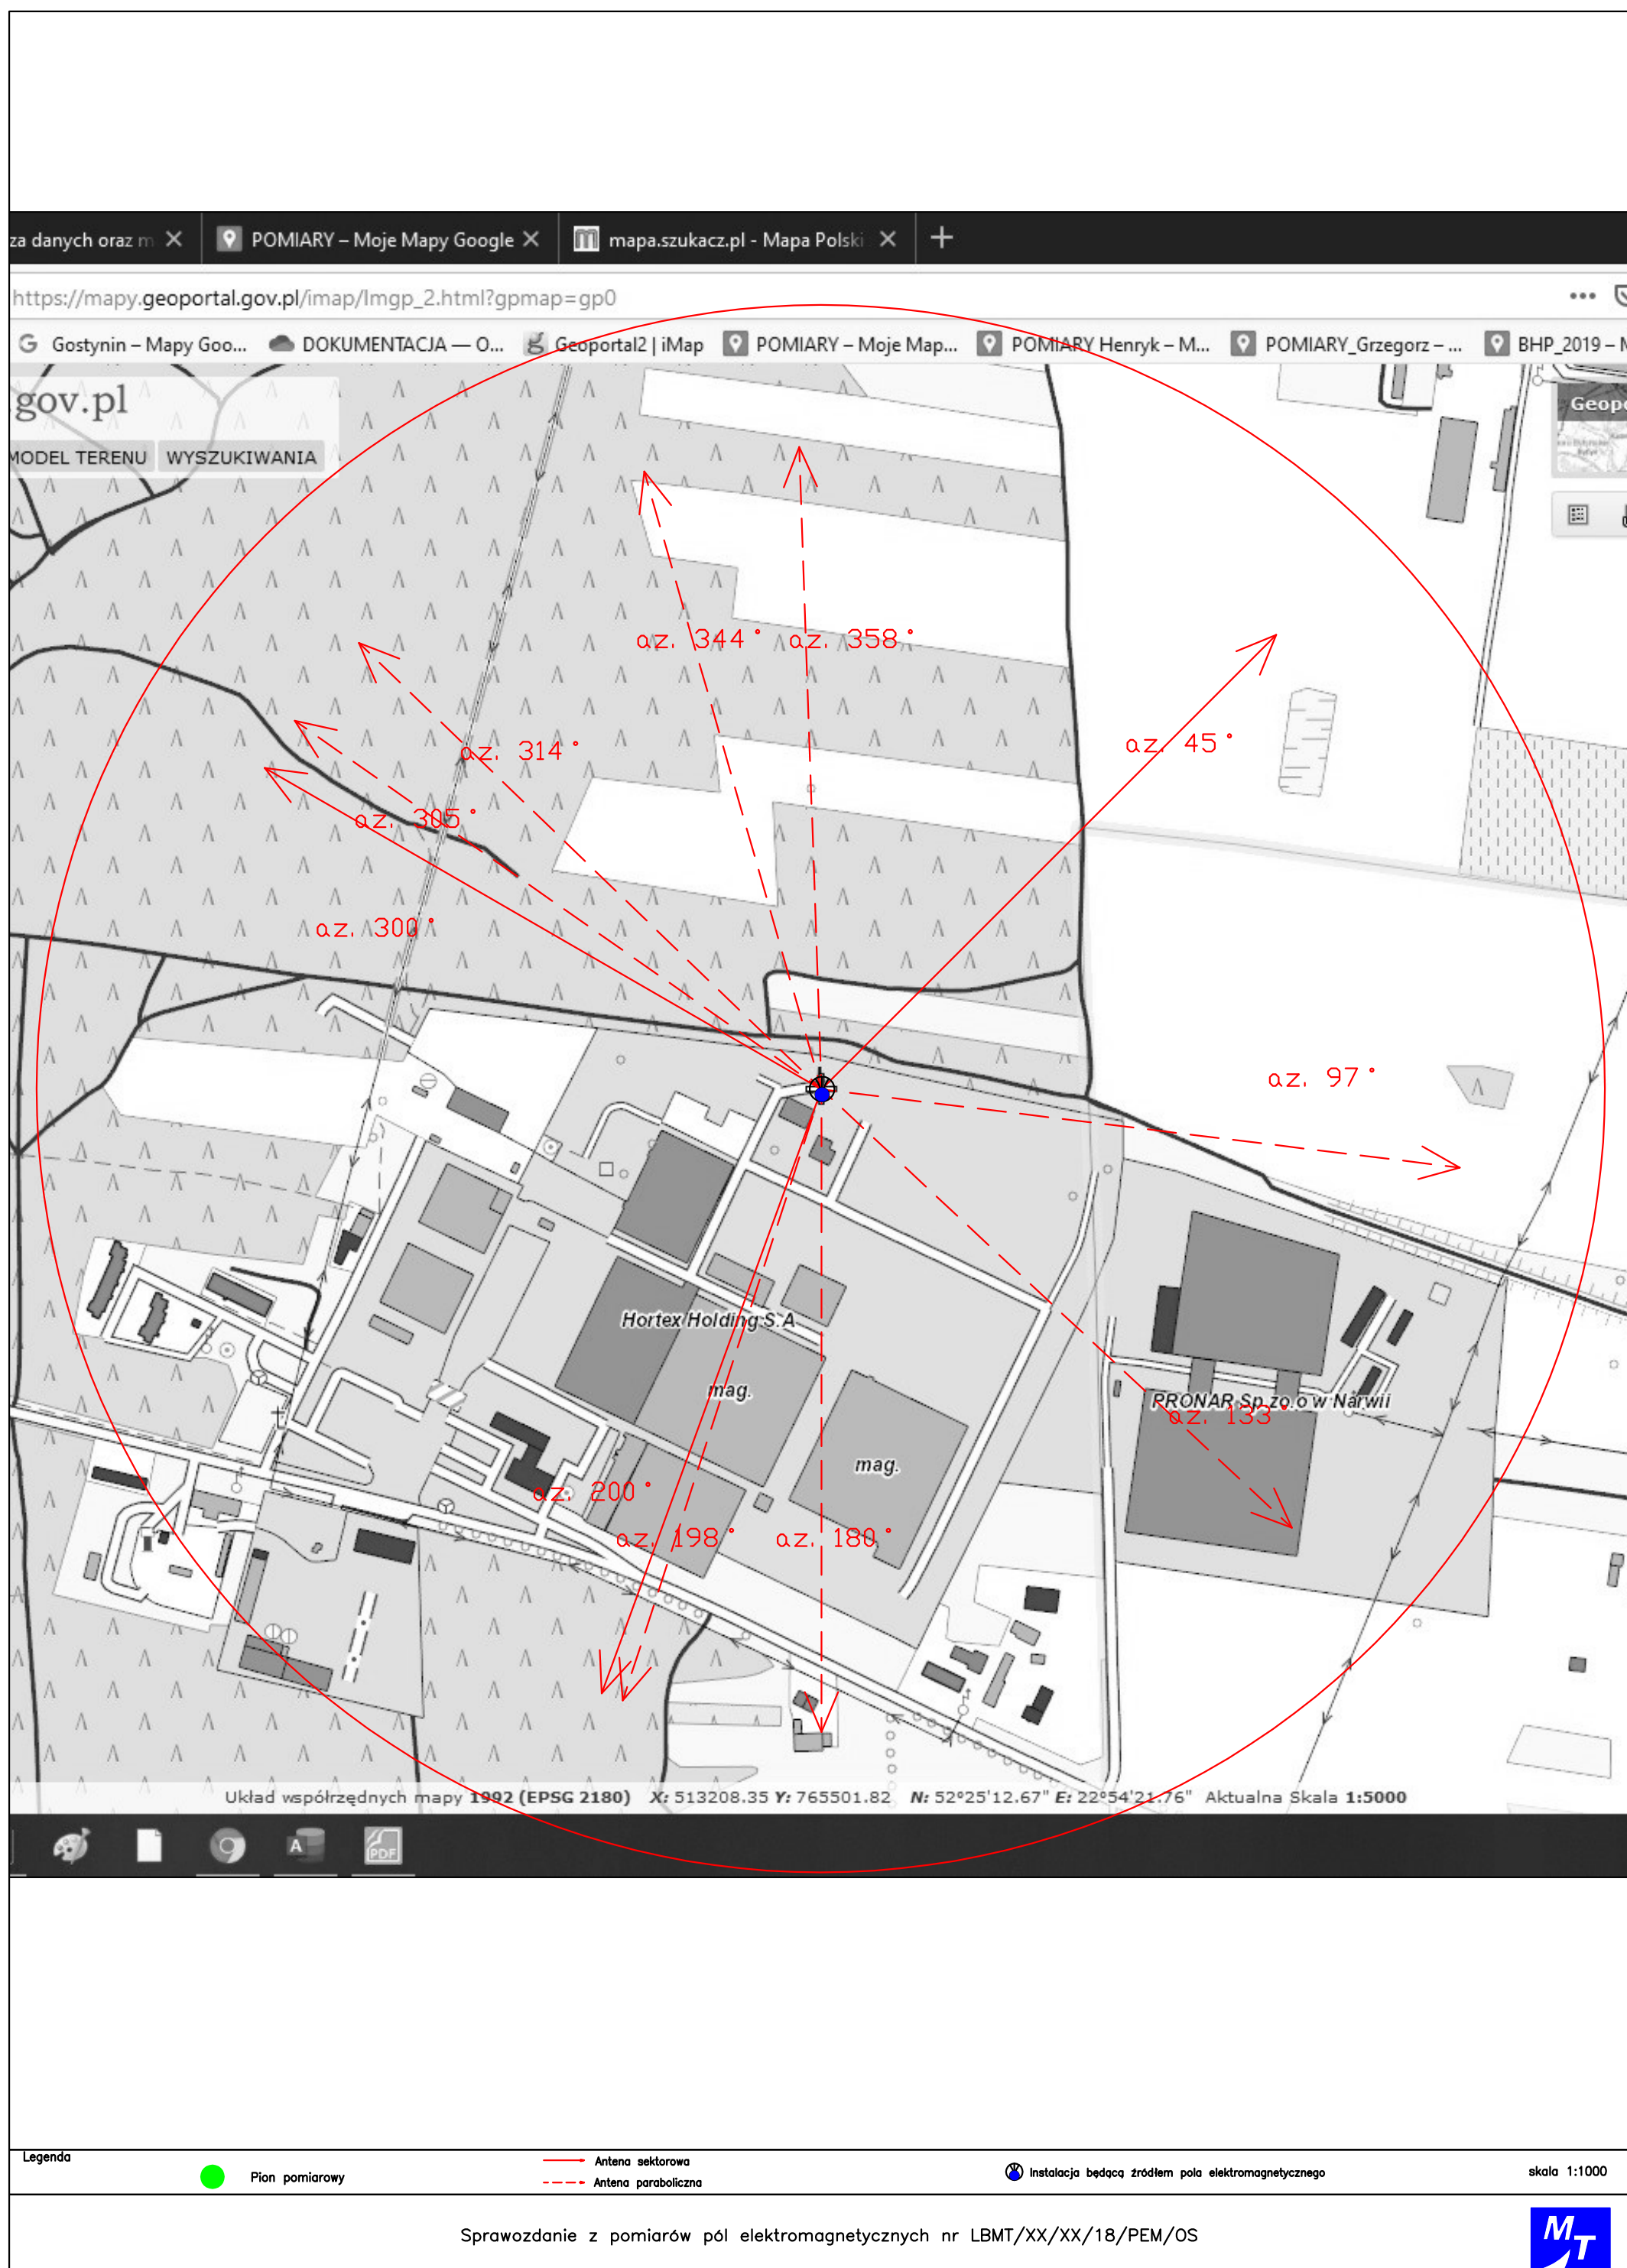 za danych oraz m
POMIARY – Moje Mapy Google
mapa.szukacz.pl - Mapa Polski
https://mapy.geoportal.gov.pl/imap/Imgp_2.html?gpmap=gp0
Gostynin – Mapy Goo...
DOKUMENTACJA — O...
Geoportal2 | iMap
POMIARY – Moje Map...
POMIARY Henryk – M...
POMIARY_Grzegorz – ...
BHP_2019 – M
.gov.pl
Geopo
MODEL TERENU
WYSZUKIWANIA
az. 344°
az. 358°
az. 45°
az. 314°
az. 305°
az. 300°
az. 97°
Hortex Holding S.A
mag.
PRONAR Sp.zo.o w Narwii
az. 133°
mag.
az. 200°
az. 198°
az. 180°
Układ współrzędnych mapy 1992 (EPSG 2180) X: 513208.35 Y: 765501.82 N: 52°25'12.67" E: 22°54'21.76" Aktualna Skala 1:5000
A
PDF
Legenda
Pion pomiarowy
Antena sektorowa
Antena paraboliczna
Instalacja będąca źródłem pola elektromagnetycznego
skala 1:1000
Sprawozdanie z pomiarów pól elektromagnetycznych nr LBMT/XX/XX/18/PEM/OS
MT